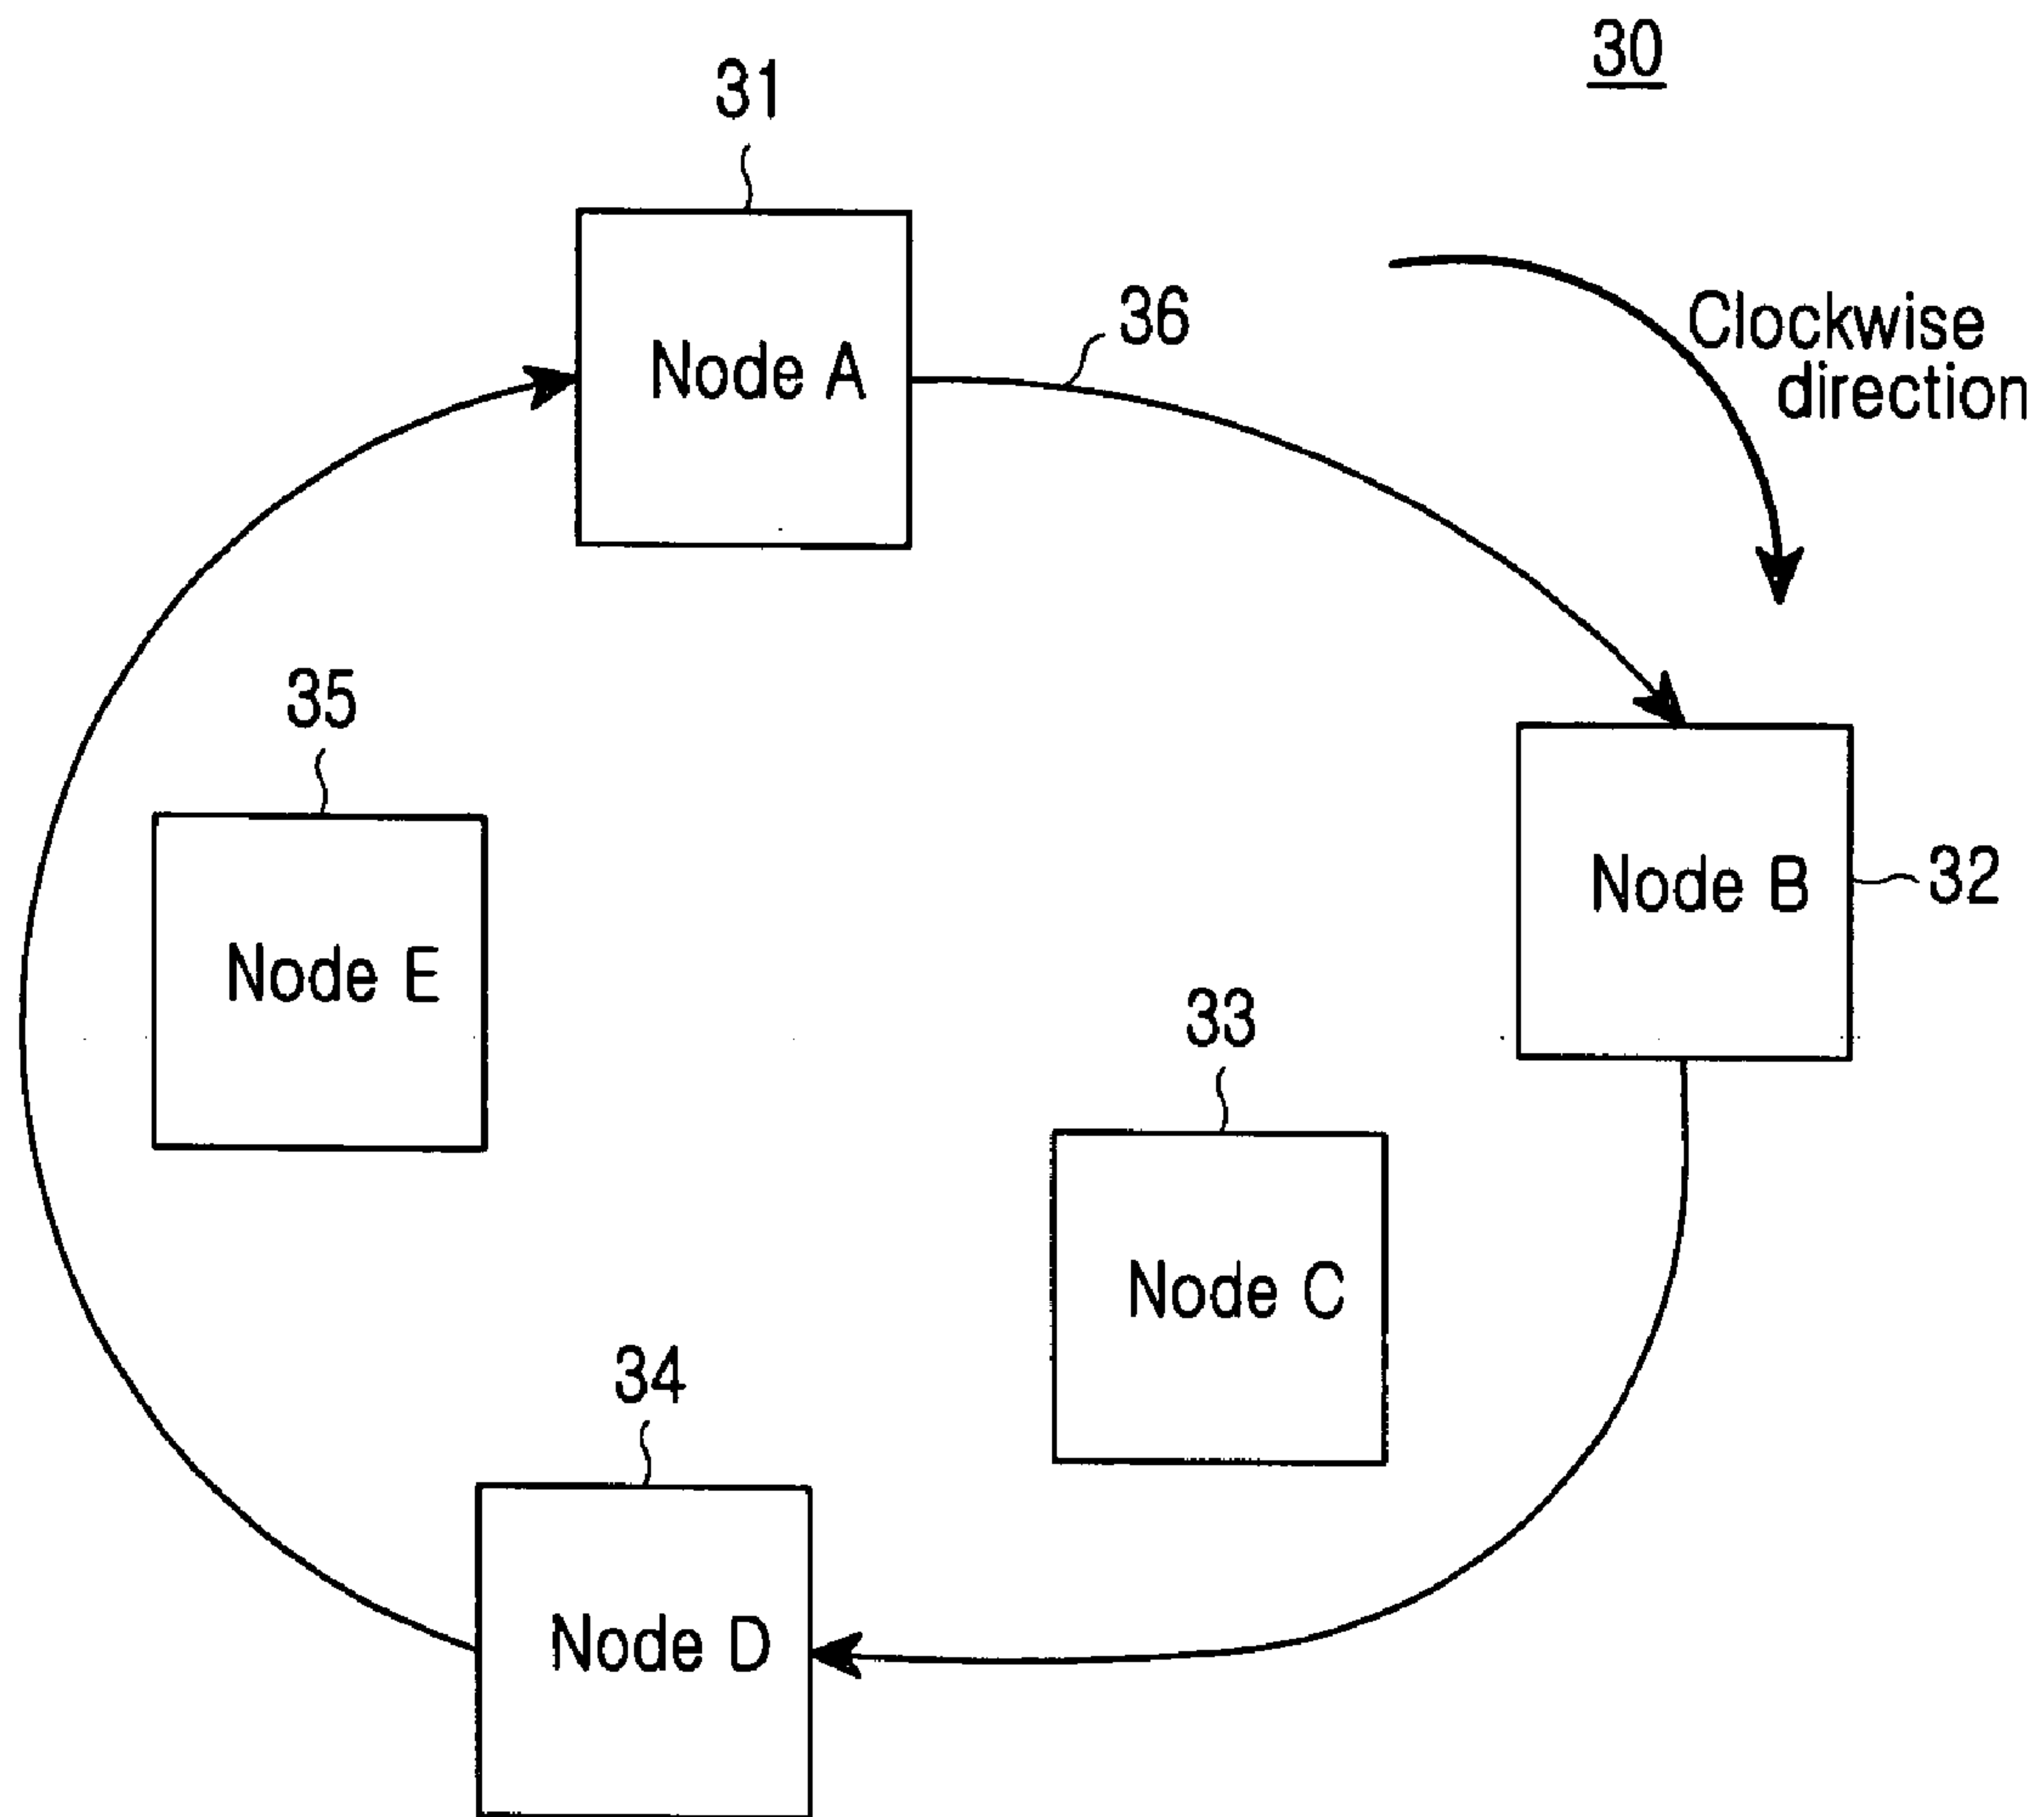 30
31
36
Clockwise
direction
Node A
35
Node B
32
Node E
33
Node C
34
Node D